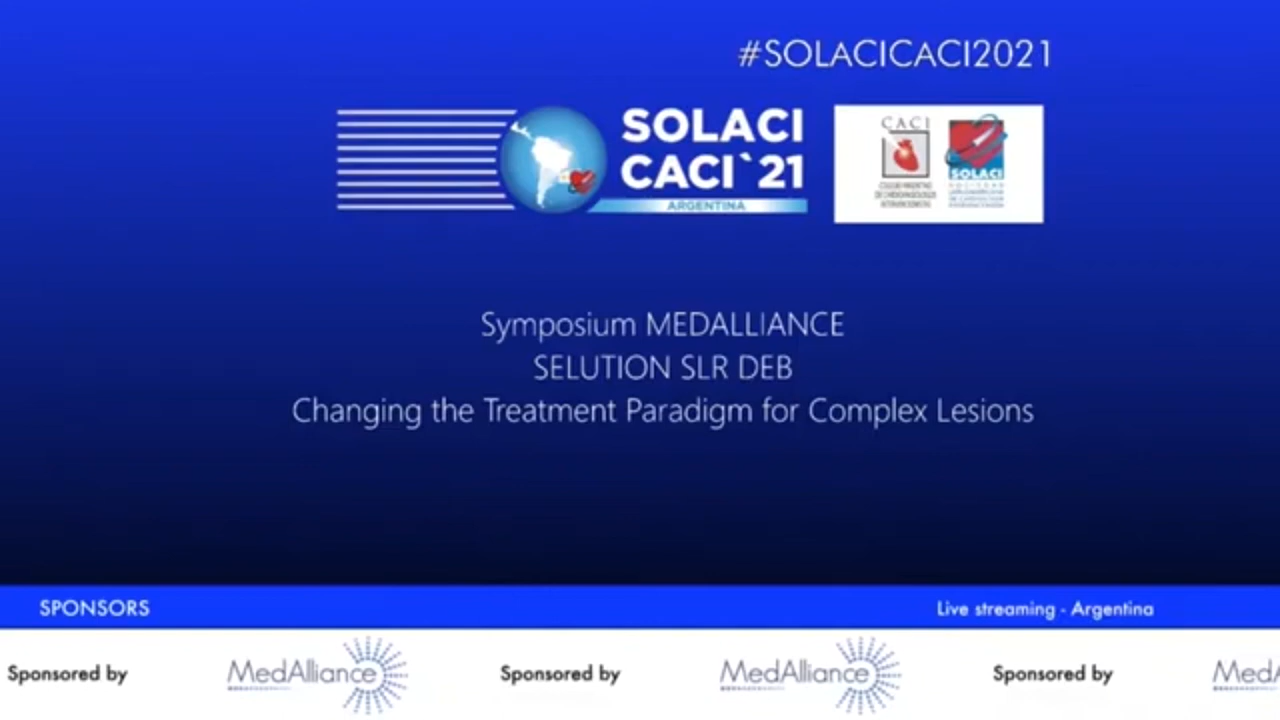 #SOLACICACI2021
SOLACI
CACI`21
ARGENTINA
CACI
SOLACI
Symposium MEDALLIANCE
SELUTION SLR DEB
Changing the Treatment Paradigm for Complex Lesions
SPONSORS
Live streaming - Argentina
Sponsored by
MedAlliance
Sponsored by
MedAlliance
Sponsored by
MedA